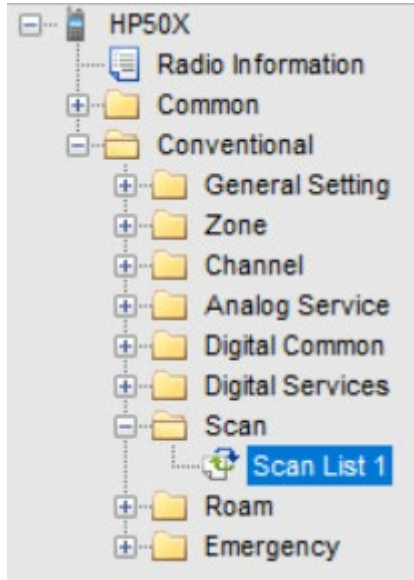 HP50X
Radio Information
Common
Conventional
General Setting
Zone
Channel
Analog Service
Digital Common
Digital Services
Scan
Scan List 1
Roam
Emergency